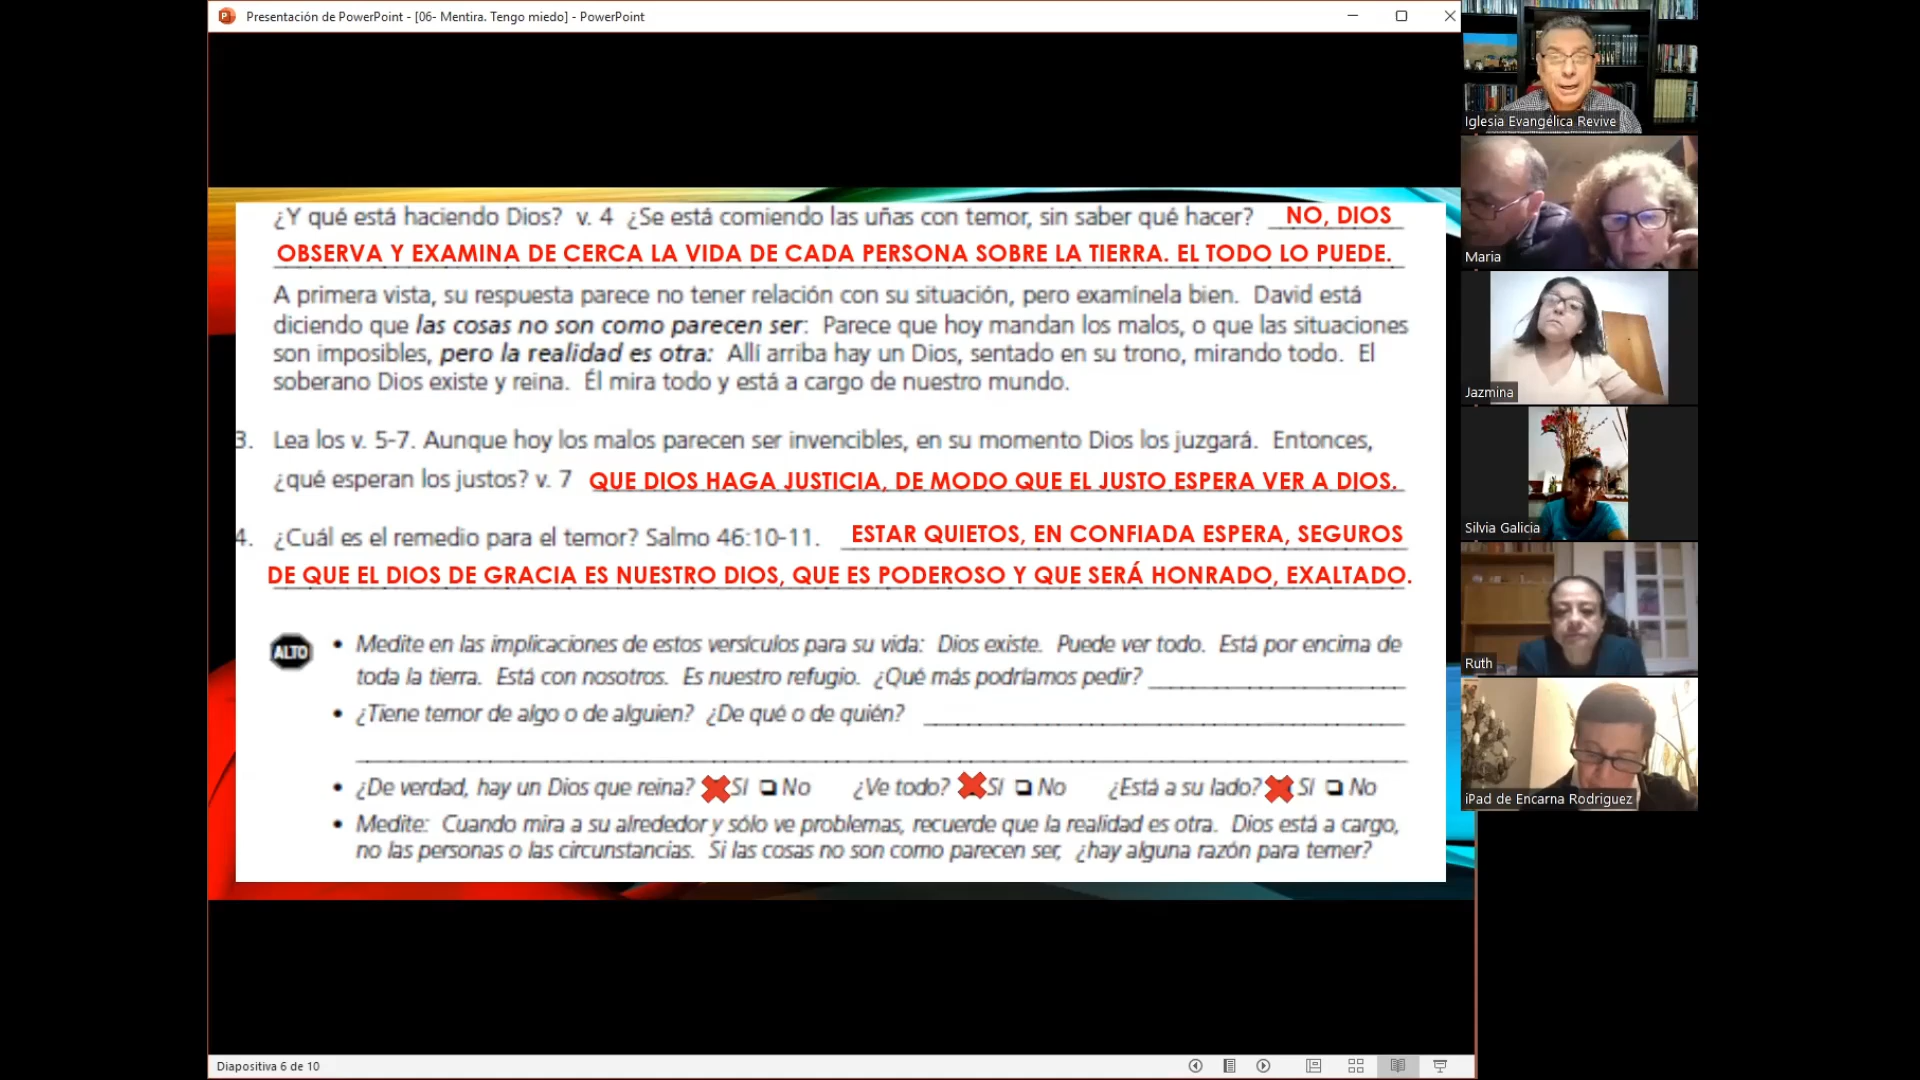 Presentación de PowerPoint - [06- Mentira. Tengo miedo] - PowerPoint
¿Y qué está haciendo Dios? v. 4 ¿Se está comiendo las uñas con temor, sin saber qué hacer? NO, DIOS
OBSERVA Y EXAMINA DE CERCA LA VIDA DE CADA PERSONA SOBRE LA TIERRA. EL TODO LO PUEDE.
A primera vista, su respuesta parece no tener relación con su situación, pero examínela bien. David está
diciendo que las cosas no son como parecen ser: Parece que hoy mandan los malos, o que las situaciones
son imposibles, pero la realidad es otra: Allí arriba hay un Dios, sentado en su trono, mirando todo. El
soberano Dios existe y reina. Él mira todo y está a cargo de nuestro mundo.
3. Lea los v. 5-7. Aunque hoy los malos parecen ser invencibles, en su momento Dios los juzgará. Entonces,
¿qué esperan los justos? v. 7 QUE DIOS HAGA JUSTICIA, DE MODO QUE EL JUSTO ESPERA VER A DIOS.
4. ¿Cuál es el remedio para el temor? Salmo 46:10-11. ESTAR QUIETOS, EN CONFIADA ESPERA, SEGUROS
DE QUE EL DIOS DE GRACIA ES NUESTRO DIOS, QUE ES PODEROSO Y QUE SERÁ HONRADO, EXALTADO.
ALTO • Medite en las implicaciones de estos versículos para su vida: Dios existe. Puede ver todo. Está por encima de
toda la tierra. Está con nosotros. Es nuestro refugio. ¿Qué más podríamos pedir?
• ¿Tiene temor de algo o de alguien? ¿De qué o de quién?
• ¿De verdad, hay un Dios que reina? SI No ¿Ve todo? SI No ¿Está a su lado? SI No
• Medite: Cuando mira a su alrededor y sólo ve problemas, recuerde que la realidad es otra. Dios está a cargo,
no las personas o las circunstancias. Si las cosas no son como parecen ser, ¿hay alguna razón para temer?
Diapositiva 6 de 10
Iglesia Evangélica Revive
Maria
Jazmina
Silvia Galicia
Ruth
iPad de Encarna Rodriguez